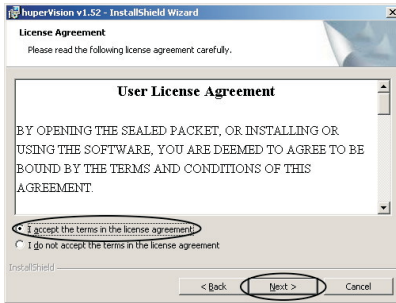 huperVision v1.52 - InstallShield Wizard
License Agreement
Please read the following license agreement carefully.
User License Agreement
BY OPENING THE SEALED PACKET, OR INSTALLING OR
USING THE SOFTWARE, YOU ARE DEEMED TO AGREE TO BE
BOUND BY THE TERMS AND CONDITIONS OF THIS
AGREEMENT.
I accept the terms in the license agreement
I do not accept the terms in the license agreement
InstallShield
< Back Next > Cancel